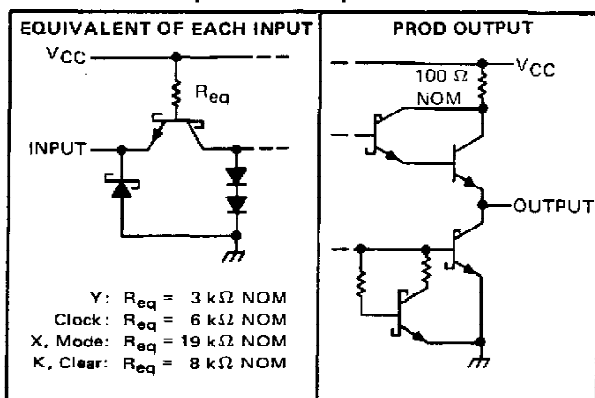 EQUIVALENT OF EACH INPUT
VCC
Req
INPUT
Y: Req = 3 kΩ NOM
Clock: Req = 6 kΩ NOM
X, Mode: Req = 19 kΩ NOM
K, Clear: Req = 8 kΩ NOM
PROD OUTPUT
VCC
100 Ω
NOM
OUTPUT